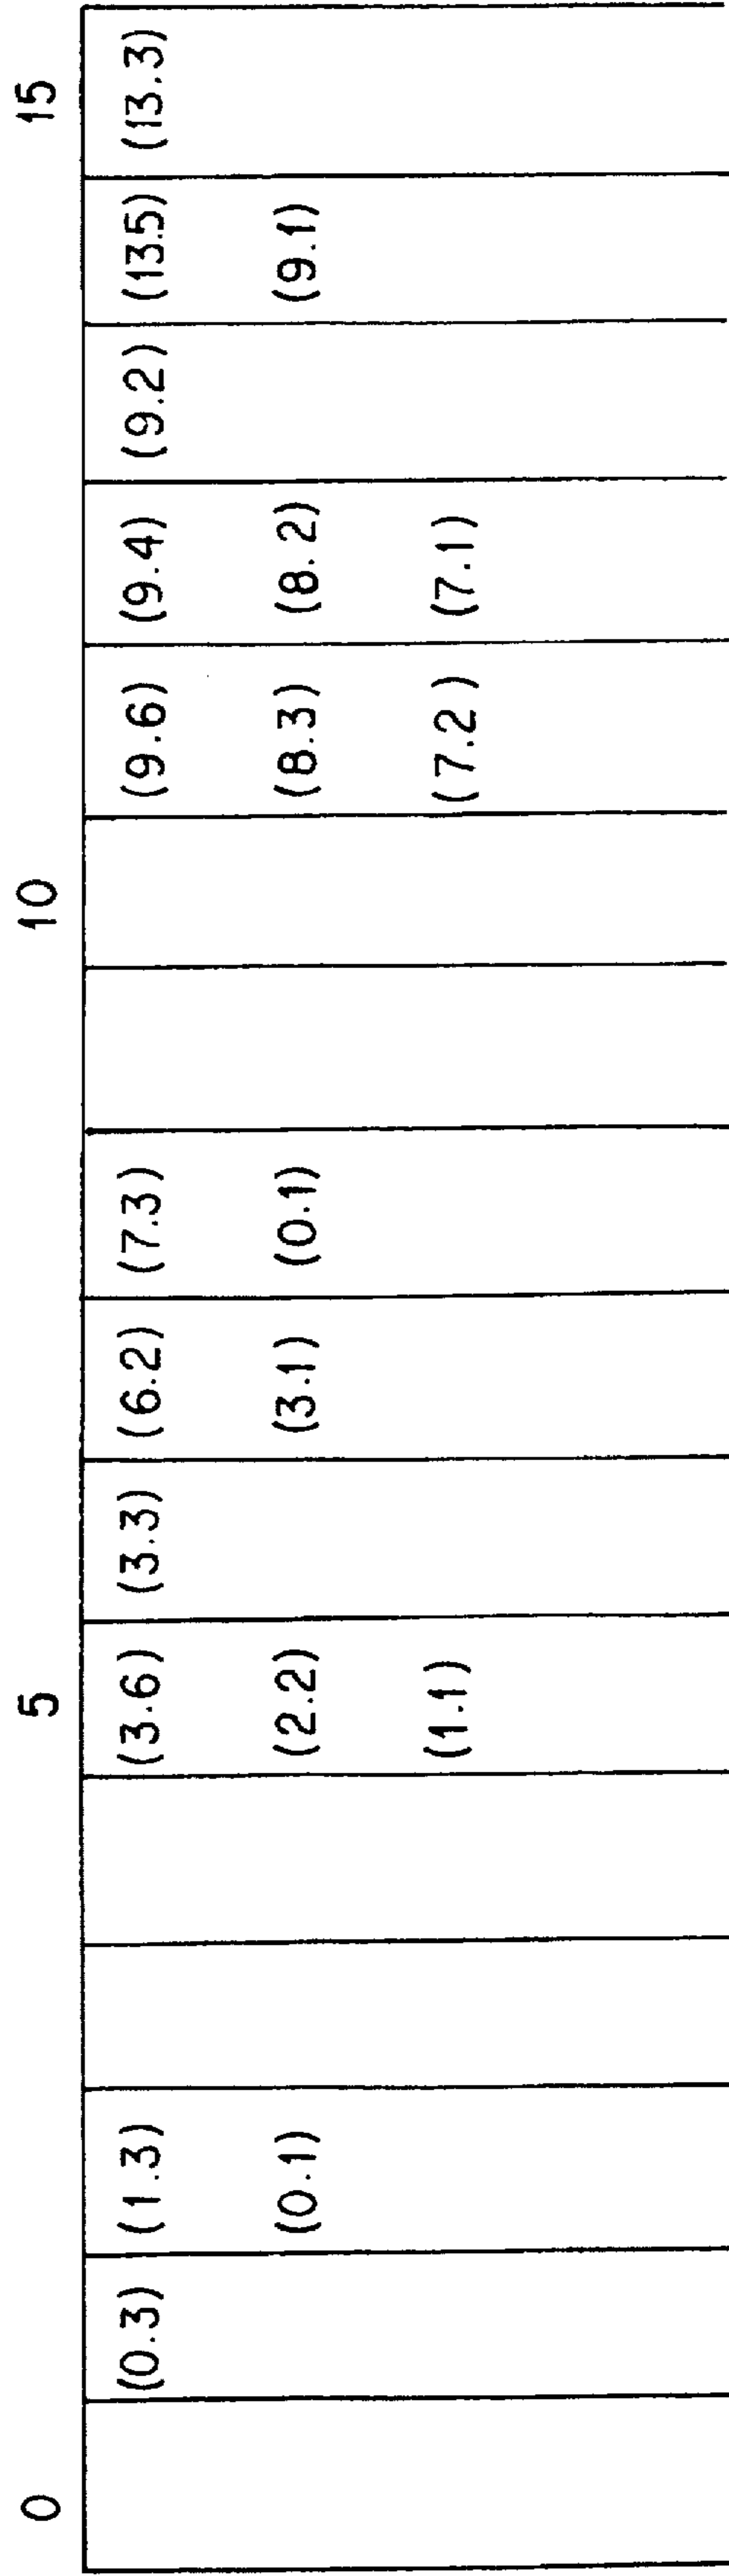 0 5 10 15
(0.3) (1.3) (3.6) (3.3) (6.2) (7.3) (9.6) (9.4) (9.2) (13.5) (13.3)
(0.1) (2.2) (3.1) (0.1) (8.3) (8.2) (9.1)
(1.1) (7.2) (7.1)